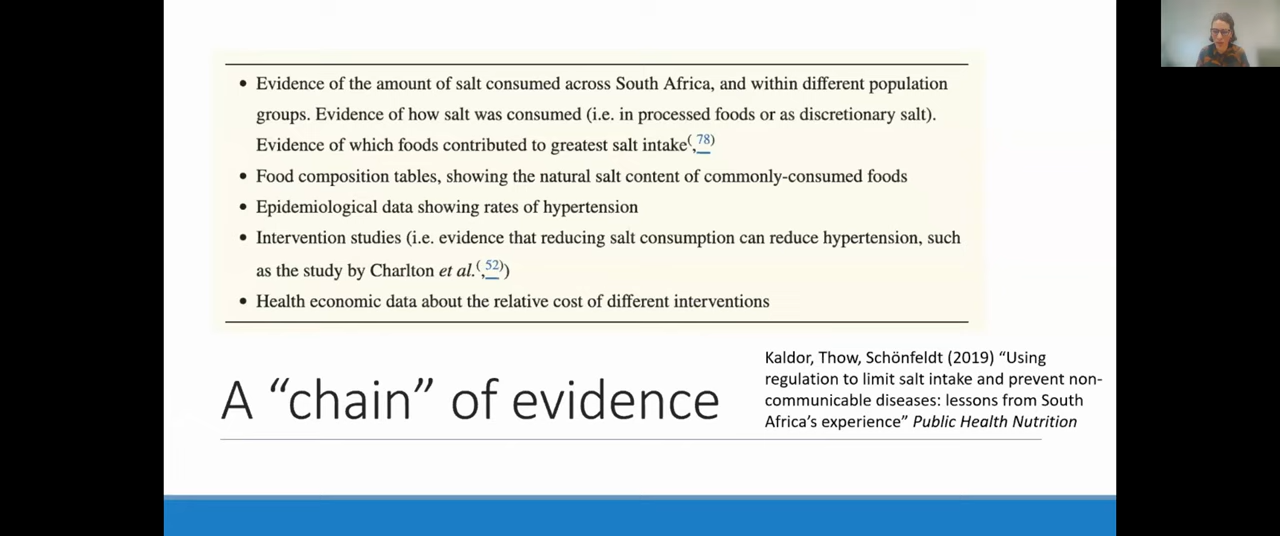 • Evidence of the amount of salt consumed across South Africa, and within different population
groups. Evidence of how salt was consumed (i.e. in processed foods or as discretionary salt).
Evidence of which foods contributed to greatest salt intake(,78)
• Food composition tables, showing the natural salt content of commonly-consumed foods
• Epidemiological data showing rates of hypertension
• Intervention studies (i.e. evidence that reducing salt consumption can reduce hypertension, such
as the study by Charlton et al.(,52))
• Health economic data about the relative cost of different interventions
A “chain” of evidence
Kaldor, Thow, Schönfeldt (2019) “Using
regulation to limit salt intake and prevent non-
communicable diseases: lessons from South
Africa’s experience” Public Health Nutrition